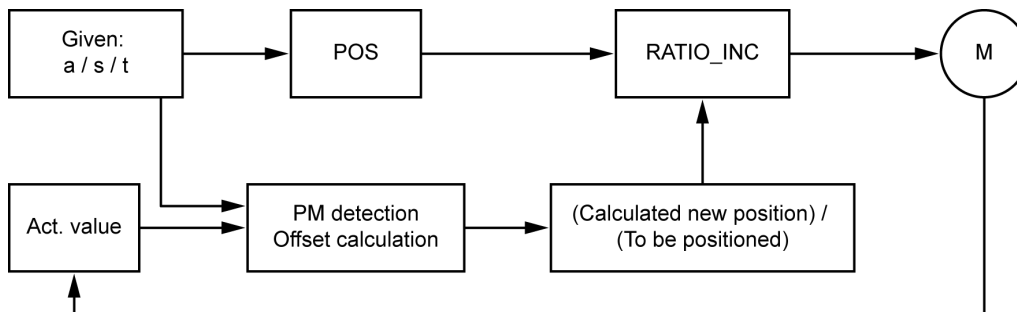 Given:
a / s / t
POS
RATIO_INC
M
Act. value
PM detection
Offset calculation
(Calculated new position) /
(To be positioned)